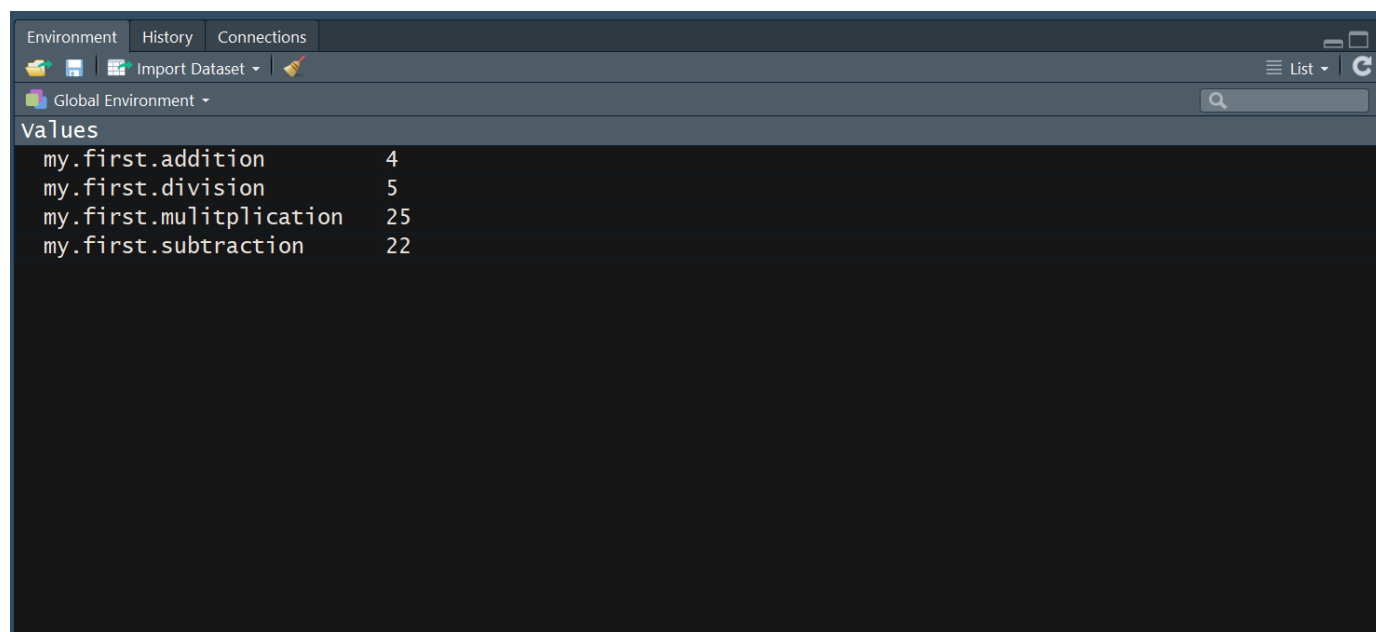 Environment History Connections
Import Dataset List
Global Environment
Values
my.first.addition 4
my.first.division 5
my.first.mulitplication 25
my.first.subtraction 22